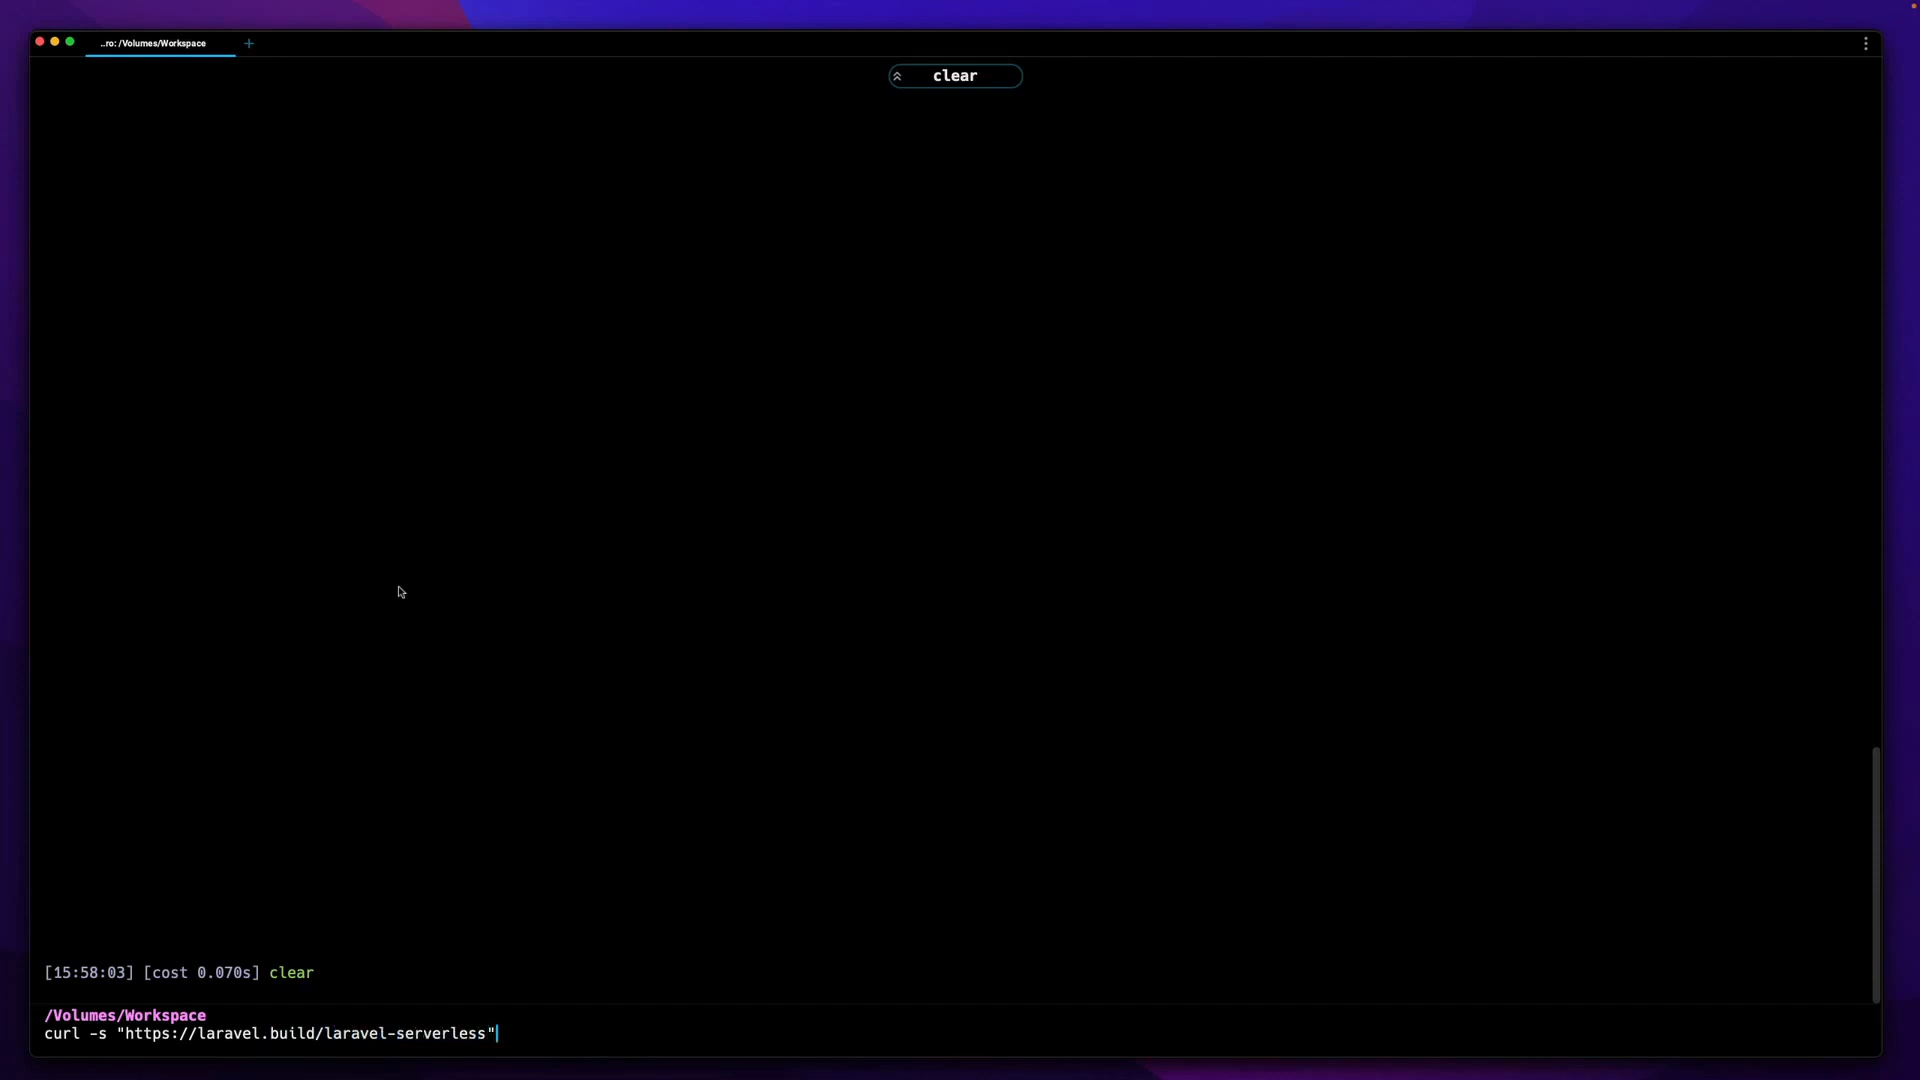 ..ro: /Volumes/Workspace
clear
[15:58:03] [cost 0.070s] clear
/Volumes/Workspace
curl -s "https://laravel.build/laravel-serverless"